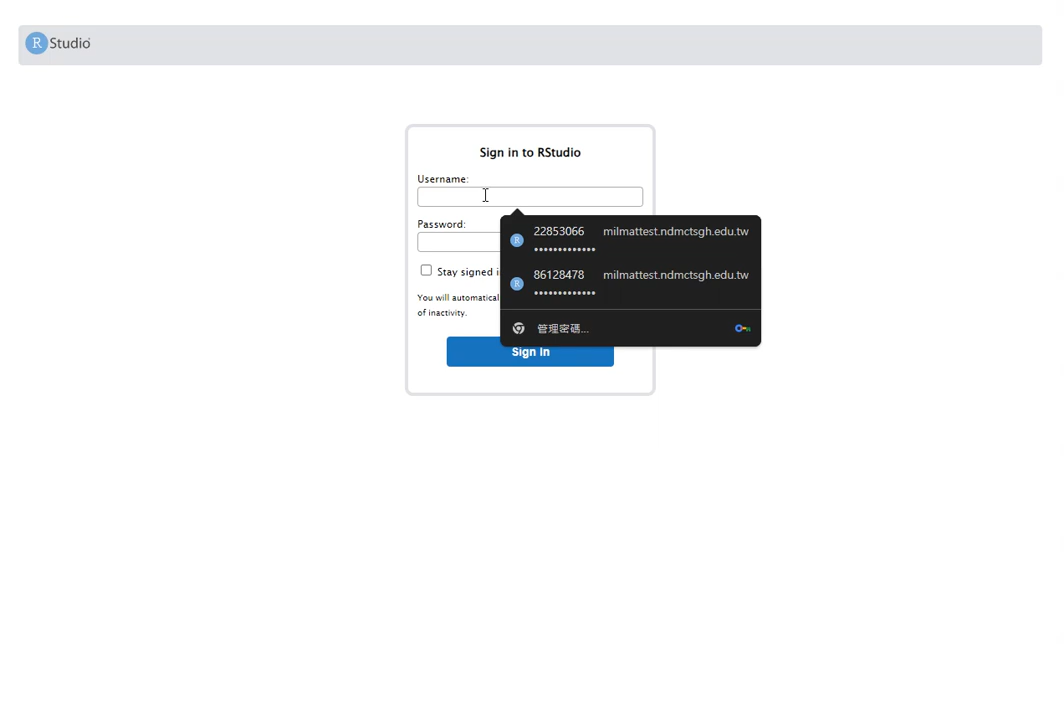 R Studio
Sign in to RStudio
Username:
Password:
22853066 milmattest.ndmctsgh.edu.tw
•••••••••••••
86128478 milmattest.ndmctsgh.edu.tw
•••••••••••••
管理密碼...
Stay signed i
You will automatical
of inactivity.
Sign In